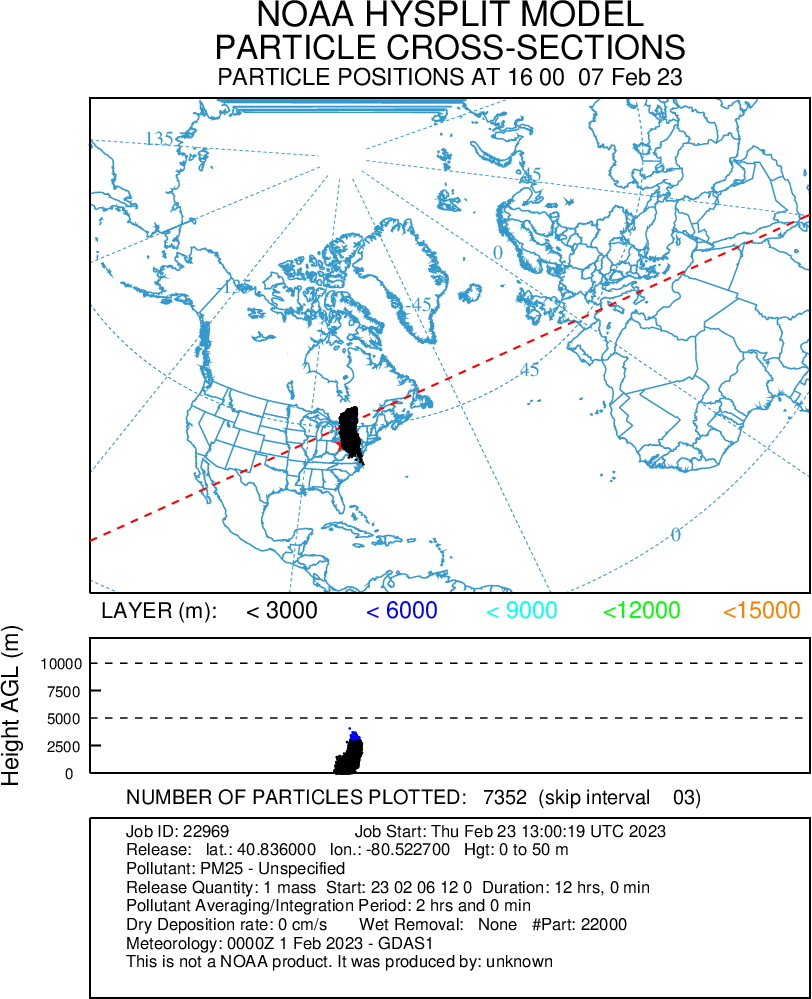 NOAA HYSPLIT MODEL
PARTICLE CROSS-SECTIONS
PARTICLE POSITIONS AT 16 00 07 Feb 23
135
45
0
-135
-45
45
0
LAYER (m): < 3000 < 6000 < 9000 <12000 <15000
Height AGL (m)
10000
7500
5000
2500
0
NUMBER OF PARTICLES PLOTTED: 7352 (skip interval 03)
Job ID: 22969 Job Start: Thu Feb 23 13:00:19 UTC 2023
Release: lat.: 40.836000 lon.: -80.522700 Hgt: 0 to 50 m
Pollutant: PM25 - Unspecified
Release Quantity: 1 mass Start: 23 02 06 12 0 Duration: 12 hrs, 0 min
Pollutant Averaging/Integration Period: 2 hrs and 0 min
Dry Deposition rate: 0 cm/s Wet Removal: None #Part: 22000
Meteorology: 0000Z 1 Feb 2023 - GDAS1
This is not a NOAA product. It was produced by: unknown